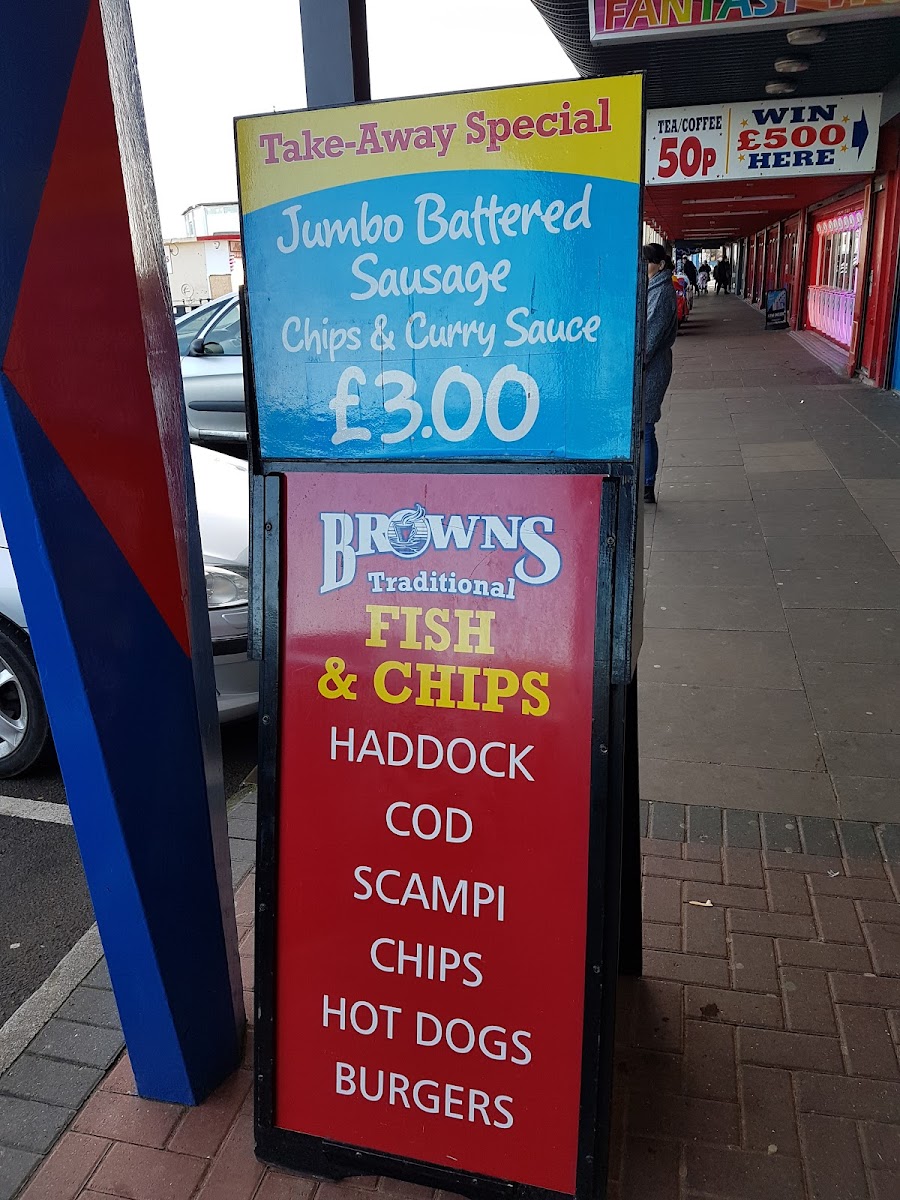 FANTASY
TEA/COFFEE
50P
WIN
£500
HERE
Take-Away Special
Jumbo Battered
Sausage
Chips & Curry Sauce
£3.00
BROWNS
Traditional
FISH
& CHIPS
HADDOCK
COD
SCAMPI
CHIPS
HOT DOGS
BURGERS